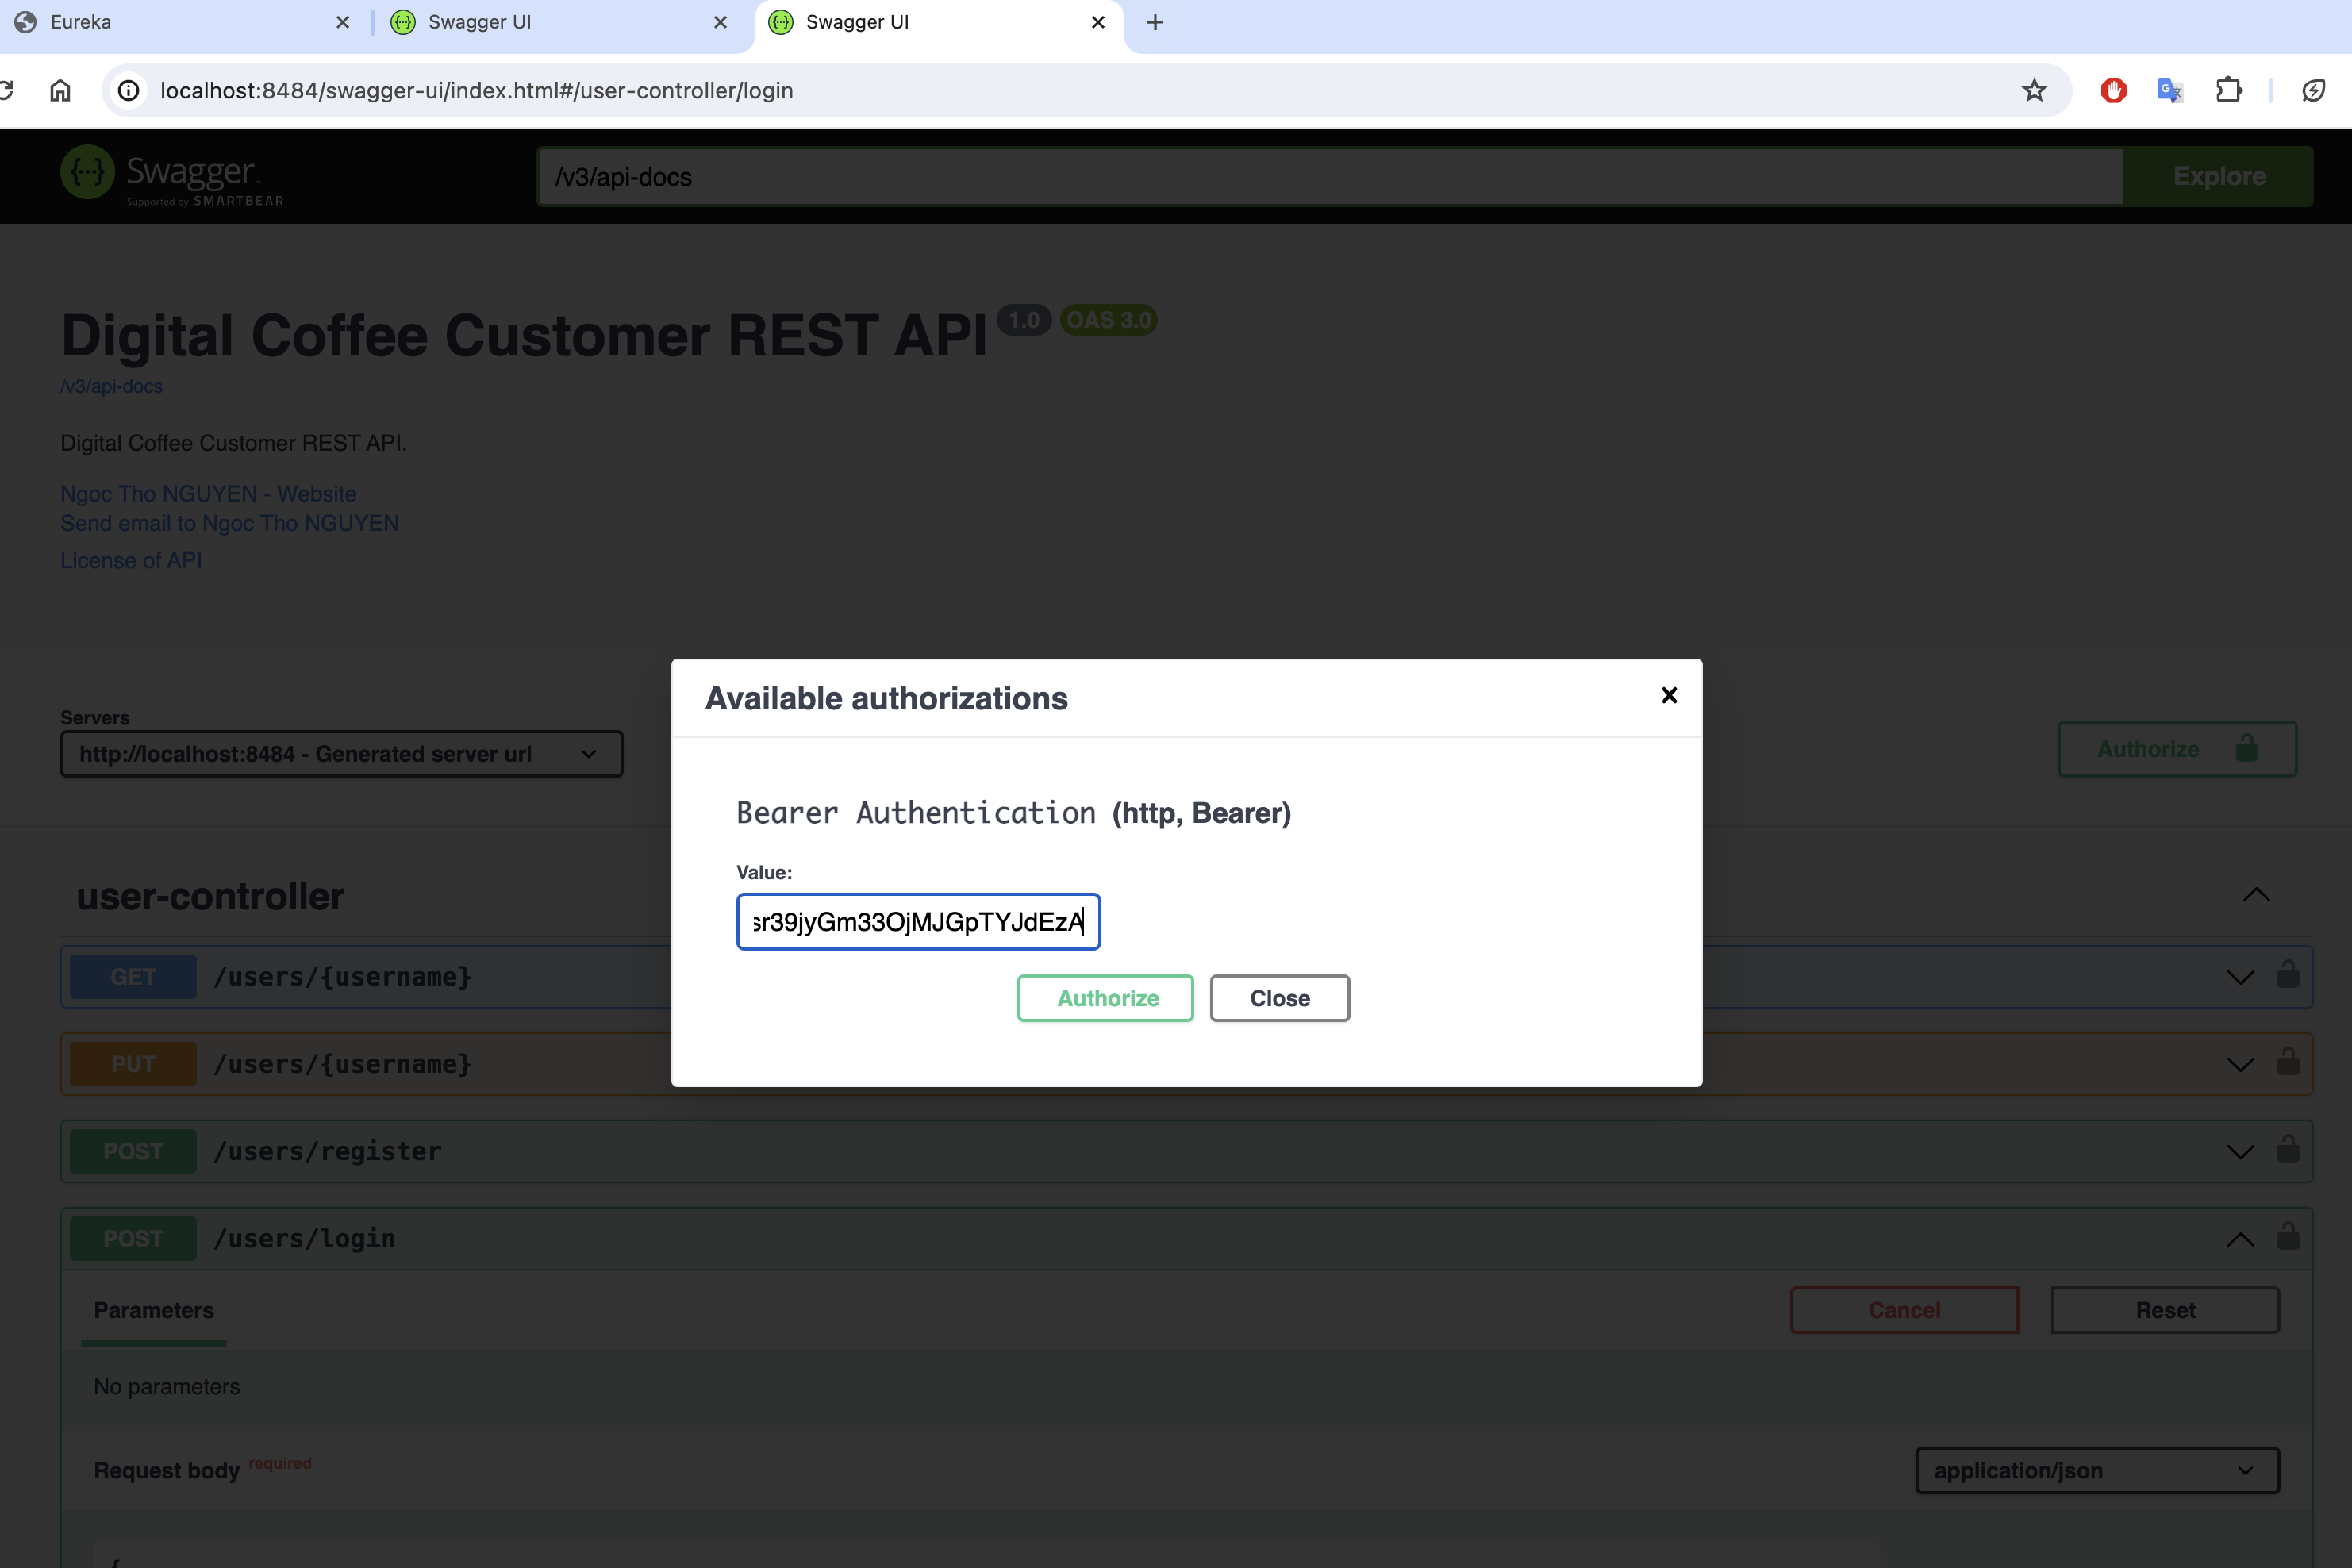 Eureka
Swagger UI
Swagger UI
localhost:8484/swagger-ui/index.html#/user-controller/login
Swagger
Supported by SMARTBEAR
/v3/api-docs
Explore
Digital Coffee Customer REST API 1.0 OAS 3.0
/v3/api-docs
Digital Coffee Customer REST API.
Ngoc Tho NGUYEN - Website
Send email to Ngoc Tho NGUYEN
License of API
Servers
http://localhost:8484 - Generated server url
Authorize
Available authorizations
Bearer Authentication (http, Bearer)
Value:
sr39jyGm33OjMJGpTYJdEzA
Authorize
Close
user-controller
GET /users/{username}
PUT /users/{username}
POST /users/register
POST /users/login
Parameters
Cancel
Reset
No parameters
Request body required
application/json
{